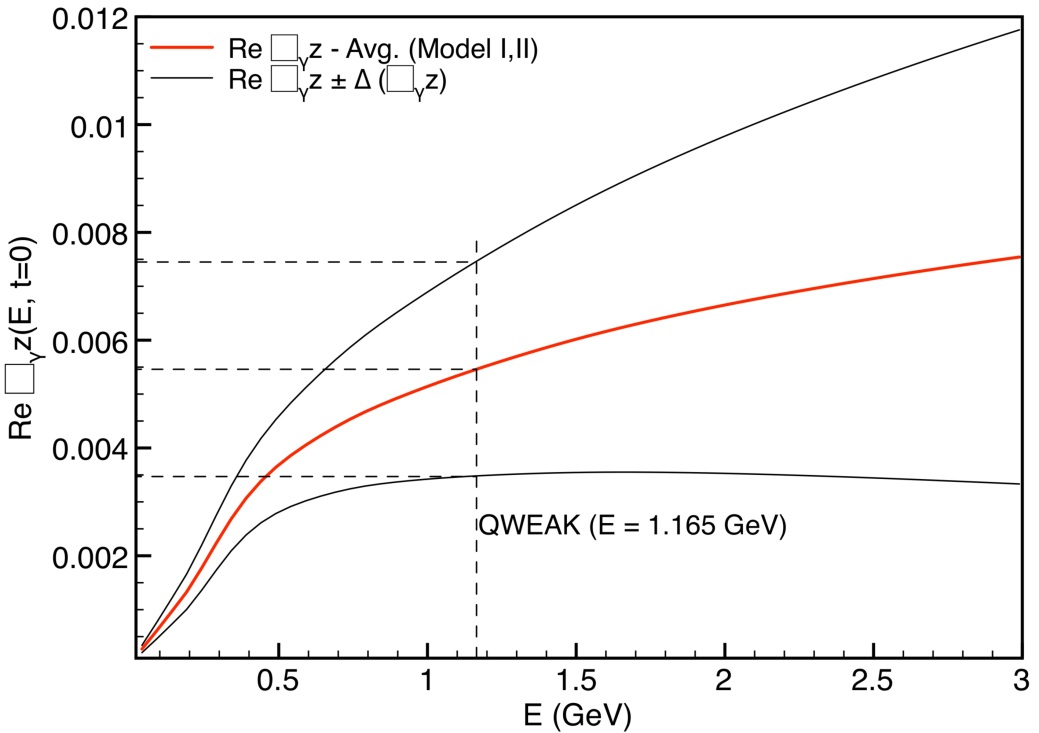 Re □γz - Avg. (Model I,II)
Re □γz ± Δ (□γz)
0.012
0.01
0.008
0.006
0.004
0.002
Re □γz(E, t=0)
QWEAK (E = 1.165 GeV)
0.5 1 1.5 2 2.5 3
E (GeV)